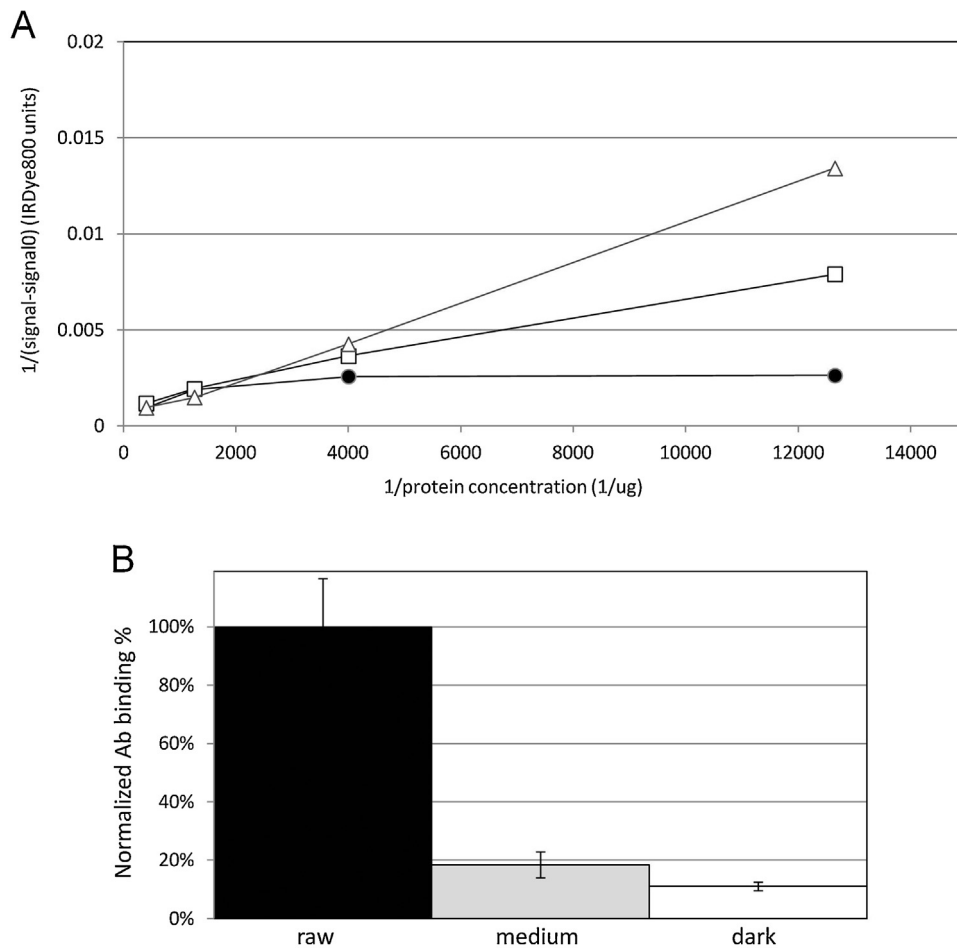 A
0.02
0.015
0.01
0.005
0
1/(signal-signal0) (IRDye800 units)
0 2000 4000 6000 8000 10000 12000 14000
1/protein concentration (1/ug)
B
Normalized Ab binding %
100%
80%
60%
40%
20%
0%
raw medium dark